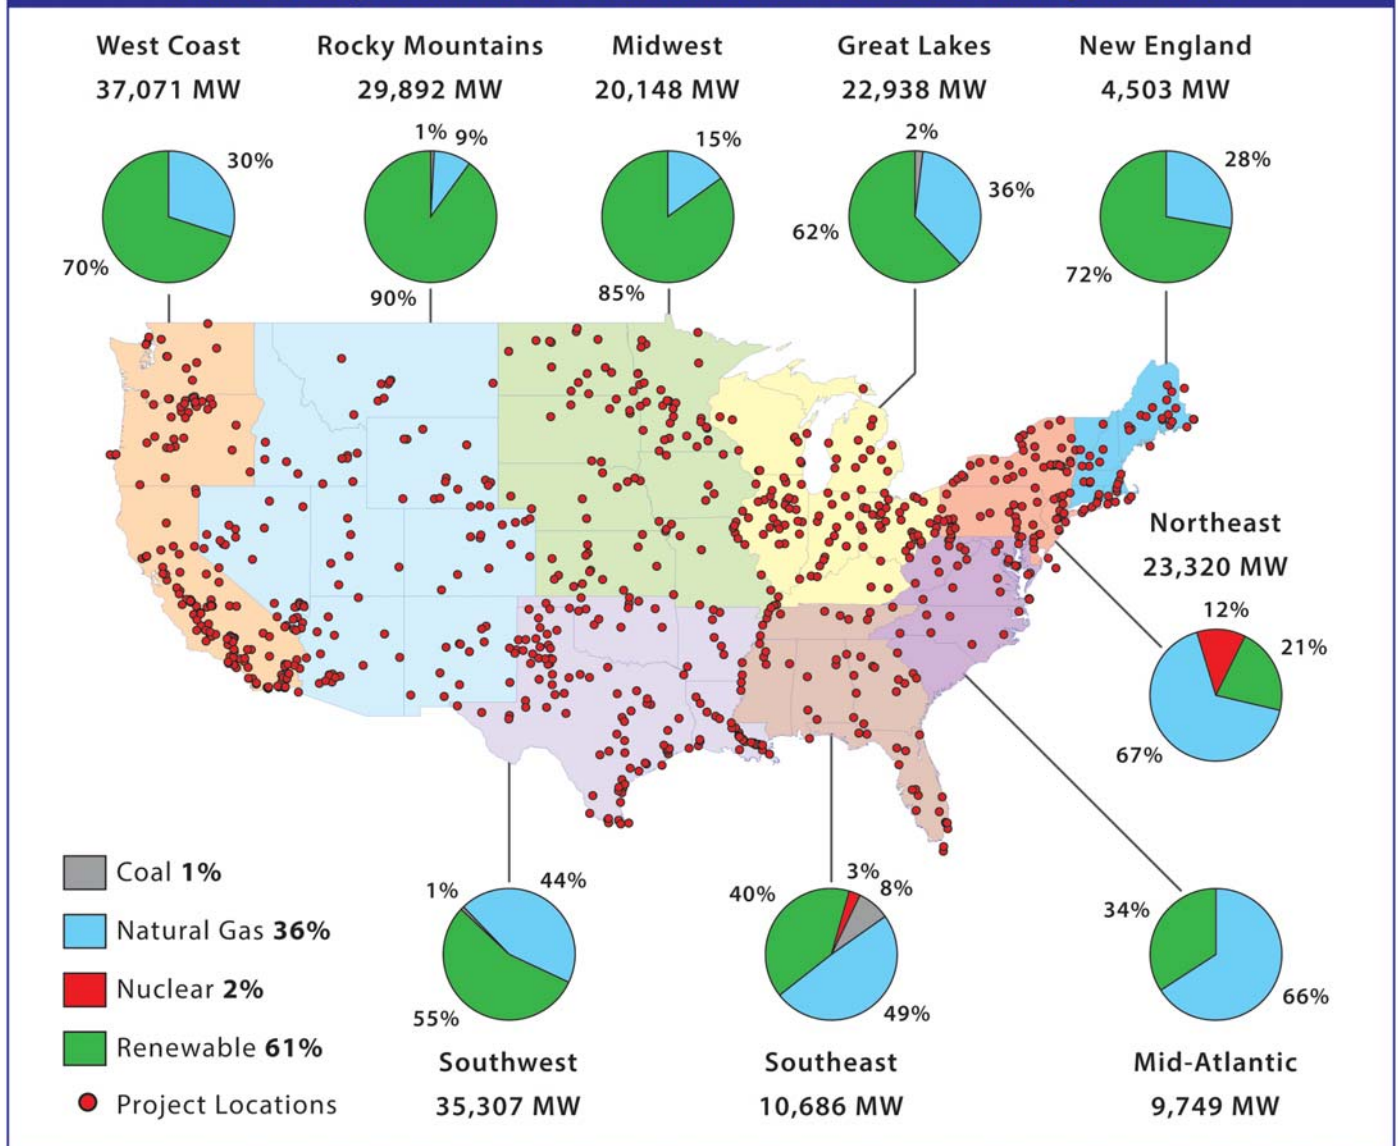 West Coast
37,071 MW
30%
70%
Rocky Mountains
29,892 MW
1% 9%
90%
Midwest
20,148 MW
15%
85%
Great Lakes
22,938 MW
2%
36%
62%
New England
4,503 MW
28%
72%
Northeast
23,320 MW
12%
21%
67%
Coal 1%
Natural Gas 36%
Nuclear 2%
Renewable 61%
Project Locations
1%
44%
55%
Southwest
35,307 MW
40%
3%
8%
49%
Southeast
10,686 MW
34%
66%
Mid-Atlantic
9,749 MW